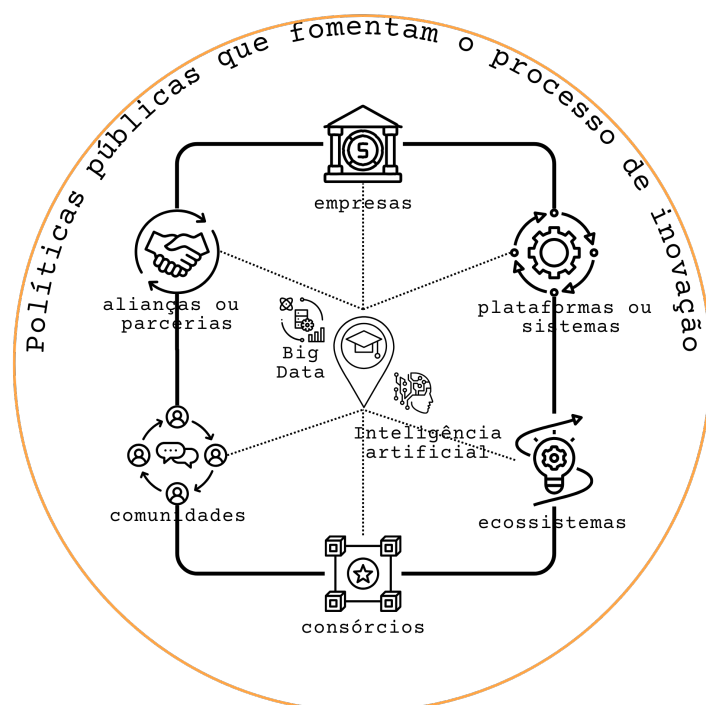 Políticas públicas que fomentam o processo de inovação
empresas
alianças ou
parcerias
plataformas ou
sistemas
Big
Data
Inteligência
artificial
comunidades
ecossistemas
consórcios